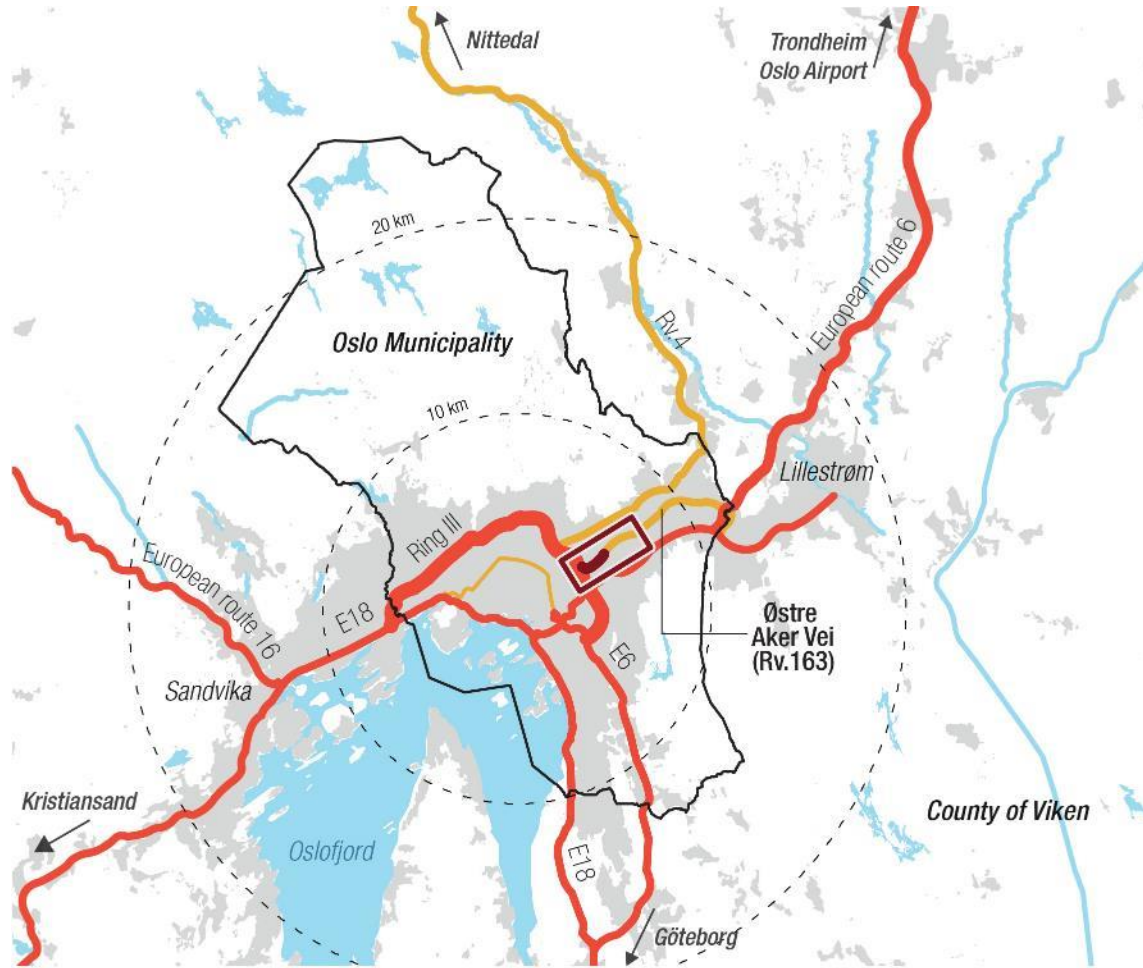 Nittedal
Trondheim
Oslo Airport
20 km
European route 6
Rv.4
Oslo Municipality
10 km
Lillestrøm
Ring III
European route 16
E18
Østre
Aker Vei
(Rv.163)
E6
Sandvika
Kristiansand
County of Viken
Oslofjord
E18
Göteborg